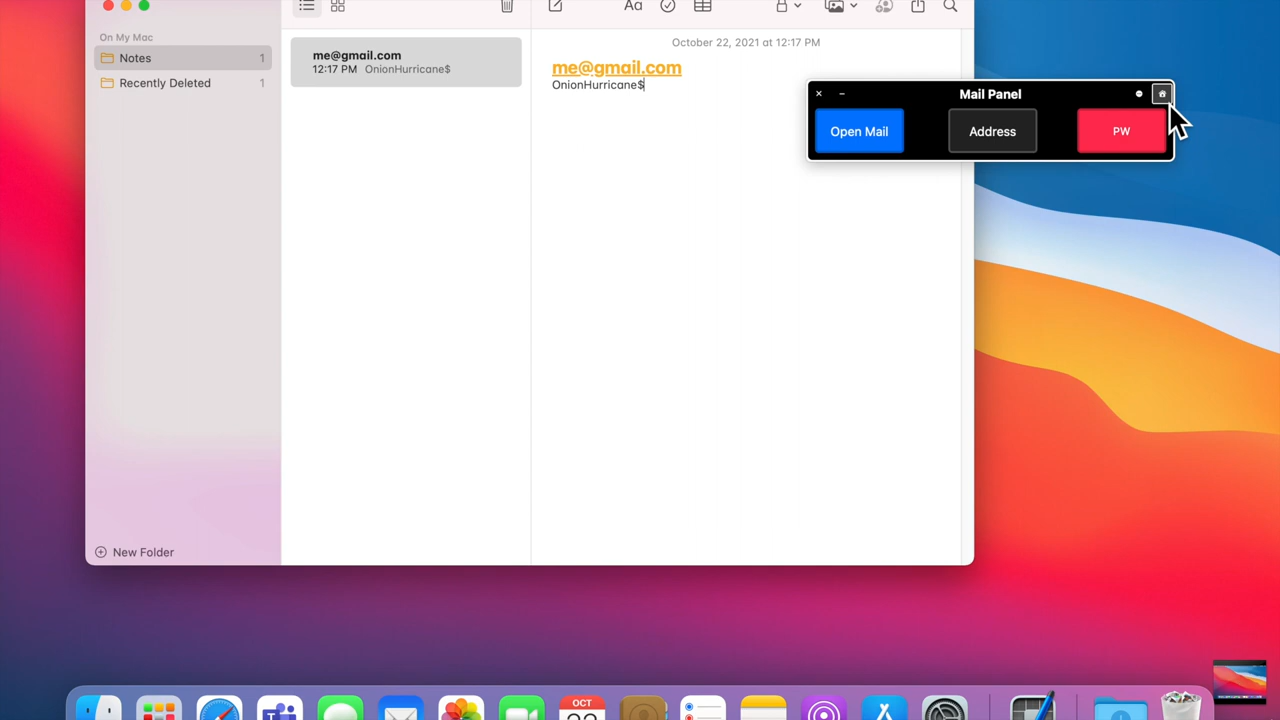 Aa
On My Mac
Notes 1
Recently Deleted 1
New Folder
me@gmail.com
12:17 PM OnionHurricane$
October 22, 2021 at 12:17 PM
me@gmail.com
OnionHurricane$
Mail Panel
Open Mail Address PW
OCT